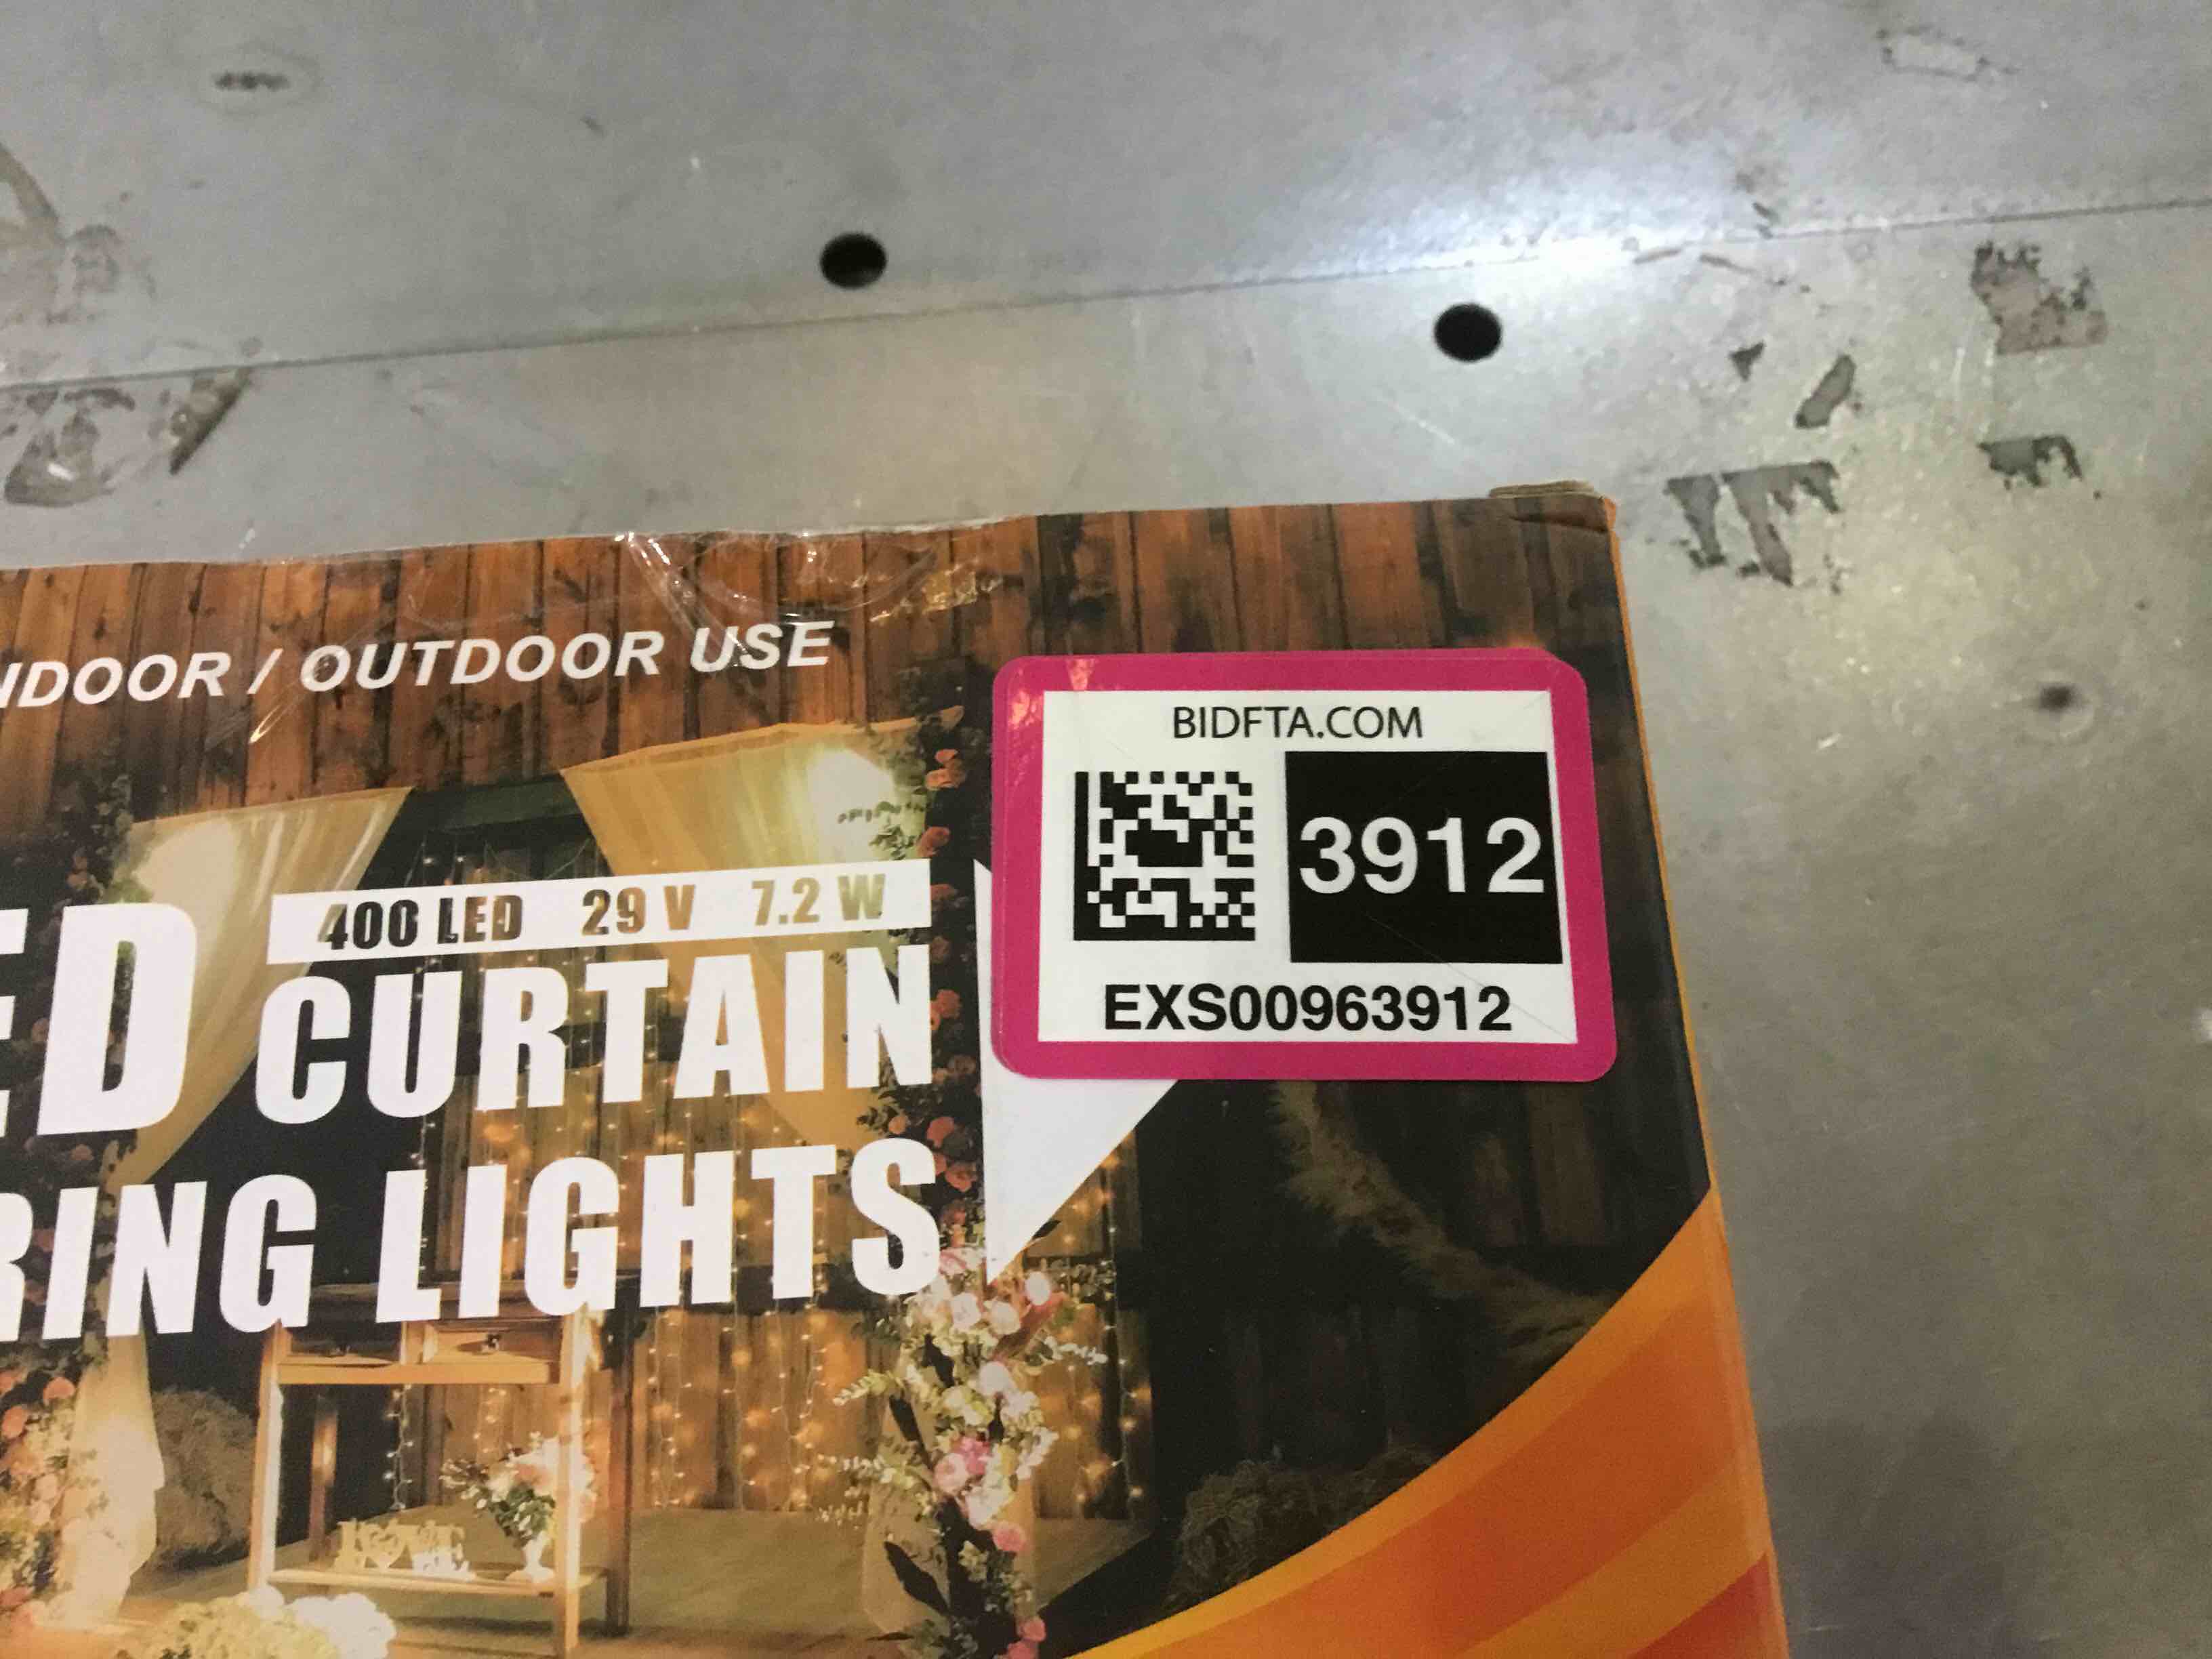 NDOOR / OUTDOOR USE
BIDFTA.COM
3912
EXS00963912
400 LED 29 V 7.2 W
ED CURTAIN
RING LIGHTS